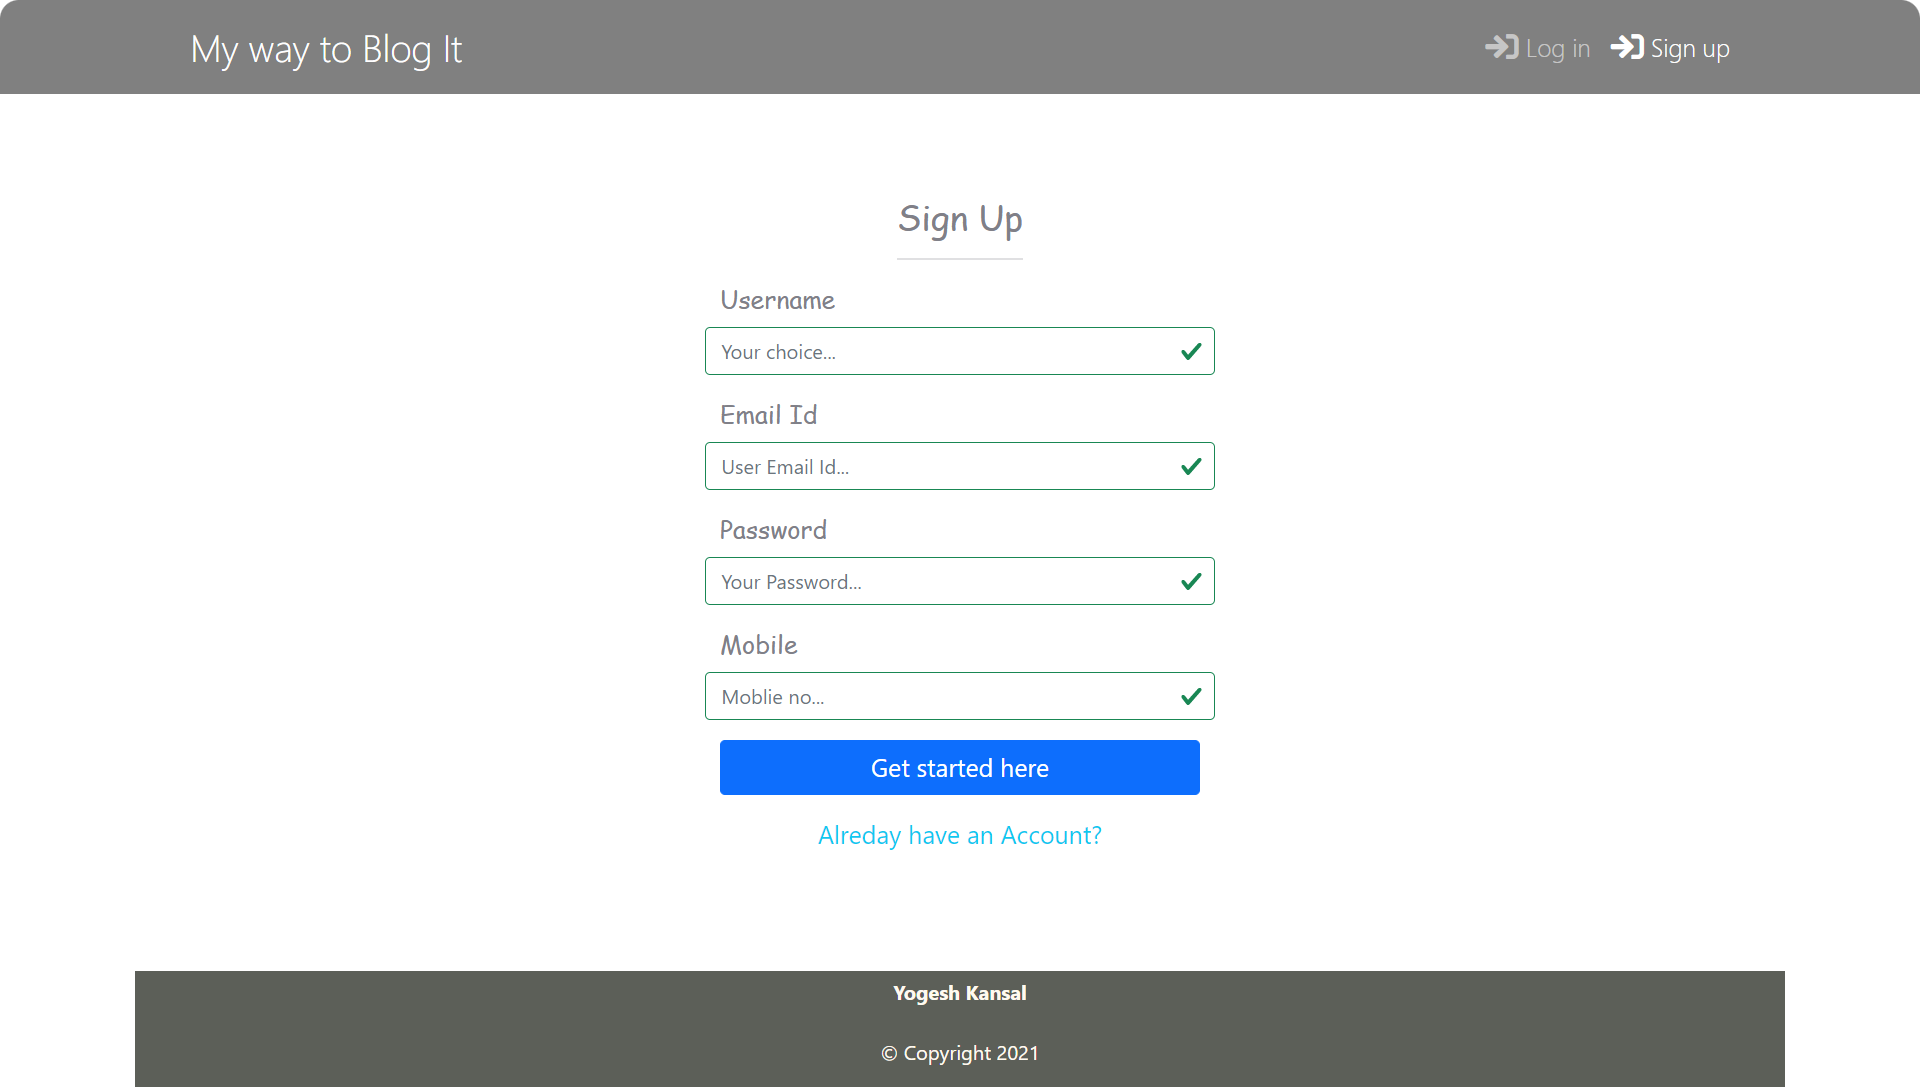 My way to Blog It
Log in
Sign up
Sign Up
Username
Your choice...
Email Id
User Email Id...
Password
Your Password...
Mobile
Moblie no...
Get started here
Alreday have an Account?
Yogesh Kansal
© Copyright 2021